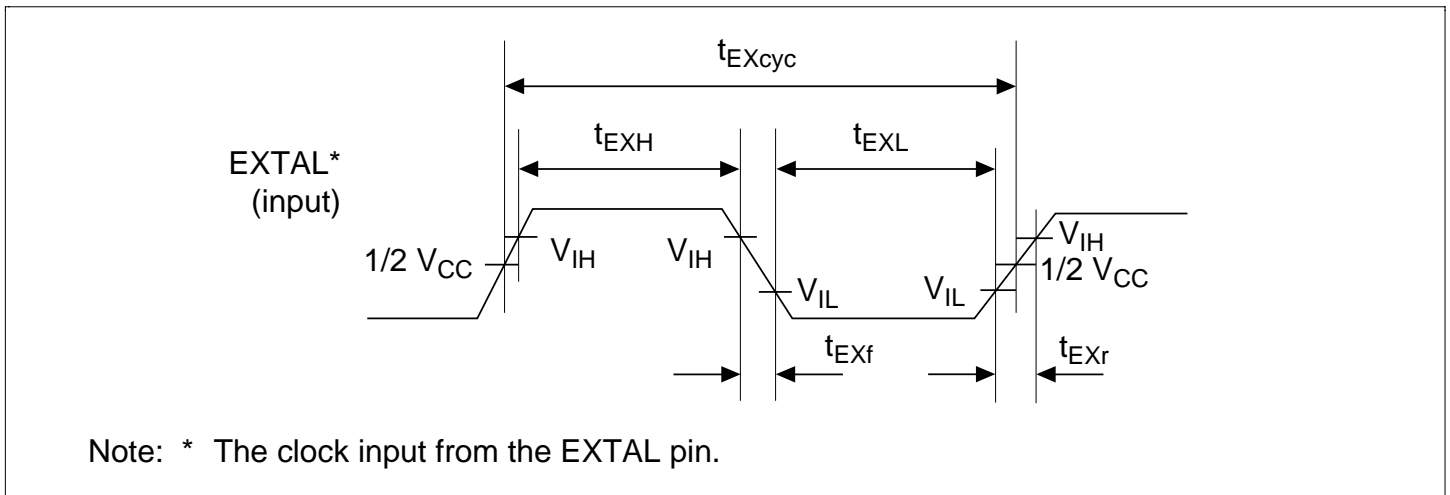 tEXcyc
tEXH
tEXL
EXTAL*
(input)
VIH
VIH
VIH
1/2 VCC
1/2 VCC
VIL
VIL
tEXf
tEXr
Note: * The clock input from the EXTAL pin.